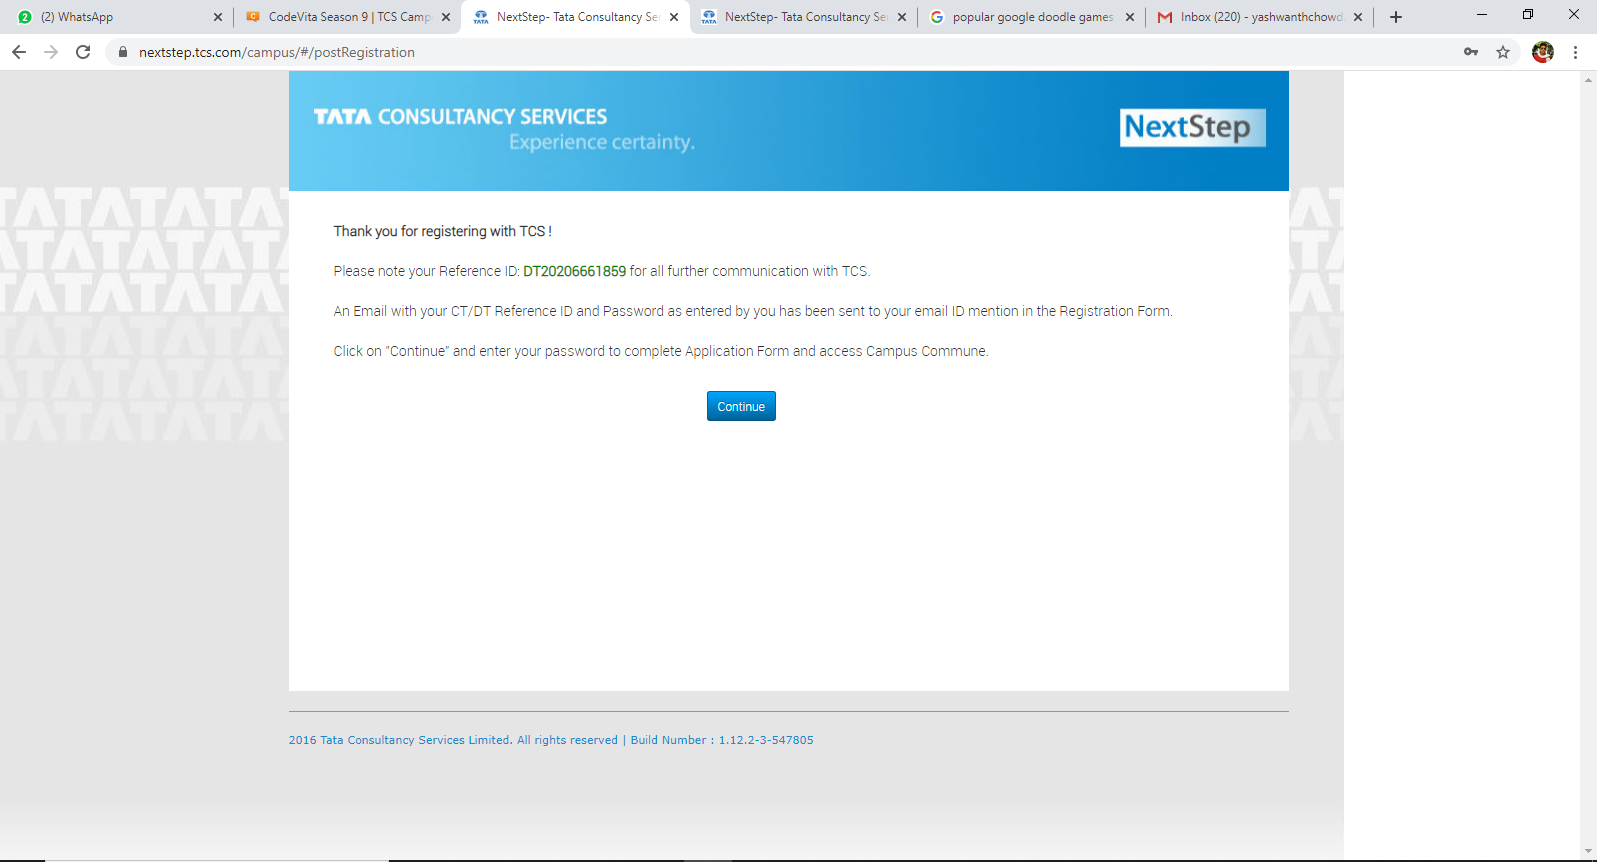 (2) WhatsApp
CodeVita Season 9 | TCS Camp
NextStep- Tata Consultancy Se
NextStep- Tata Consultancy Se
popular google doodle games
Inbox (220) - yashwanthchowd
nextstep.tcs.com/campus/#/postRegistration
TATA CONSULTANCY SERVICES
Experience certainty.
NextStep
Thank you for registering with TCS !
Please note your Reference ID: DT20206661859 for all further communication with TCS.
An Email with your CT/DT Reference ID and Password as entered by you has been sent to your email ID mention in the Registration Form.
Click on "Continue" and enter your password to complete Application Form and access Campus Commune.
Continue
2016 Tata Consultancy Services Limited. All rights reserved | Build Number : 1.12.2-3-547805